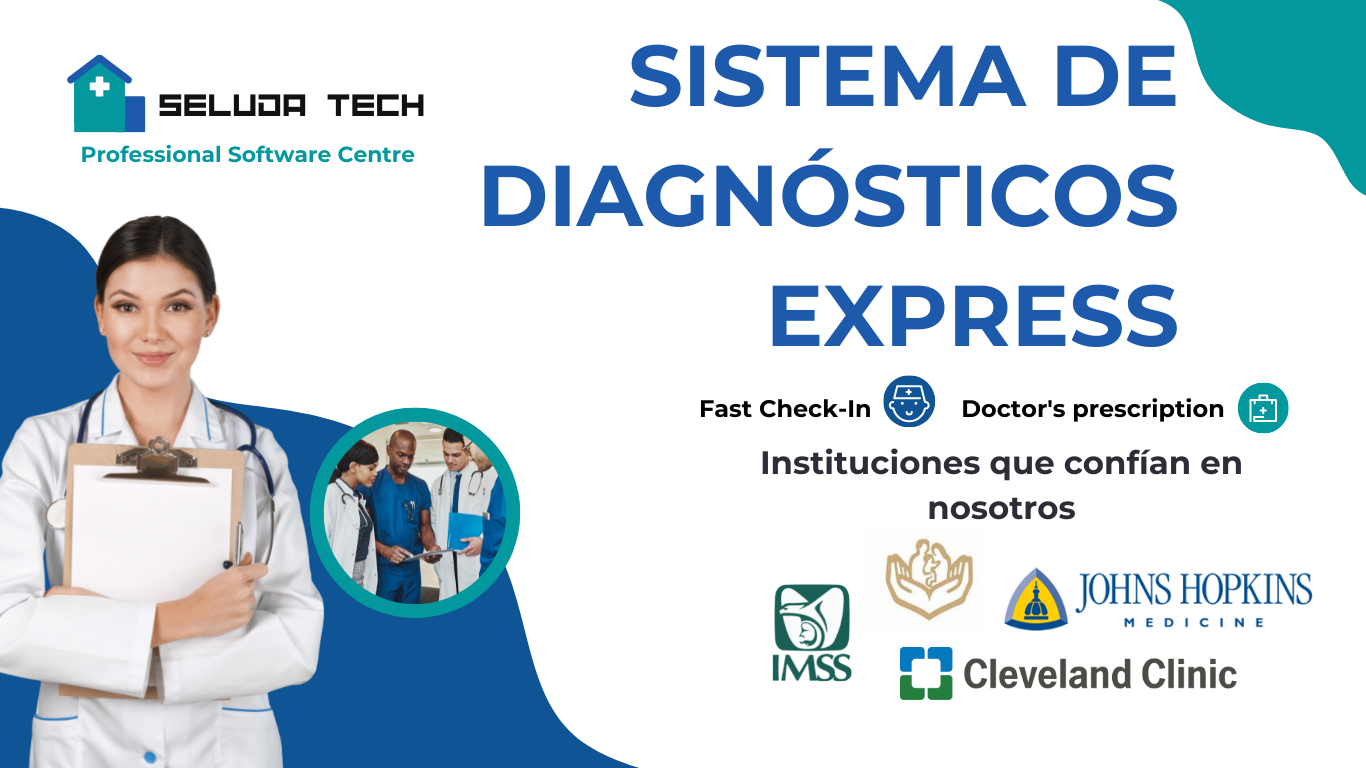 SELUDA TECH
Professional Software Centre
SISTEMA DE
DIAGNÓSTICOS
EXPRESS
Fast Check-In
Doctor's prescription
Instituciones que confían en
nosotros
IMSS
JOHNS HOPKINS
MEDICINE
Cleveland Clinic